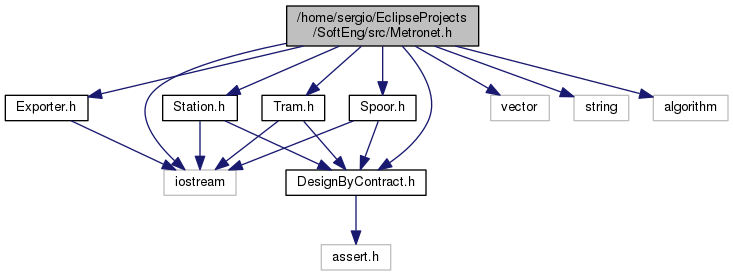 /home/sergio/EclipseProjects
/SoftEng/src/Metronet.h
Exporter.h
Station.h
Tram.h
Spoor.h
vector
string
algorithm
iostream
DesignByContract.h
assert.h